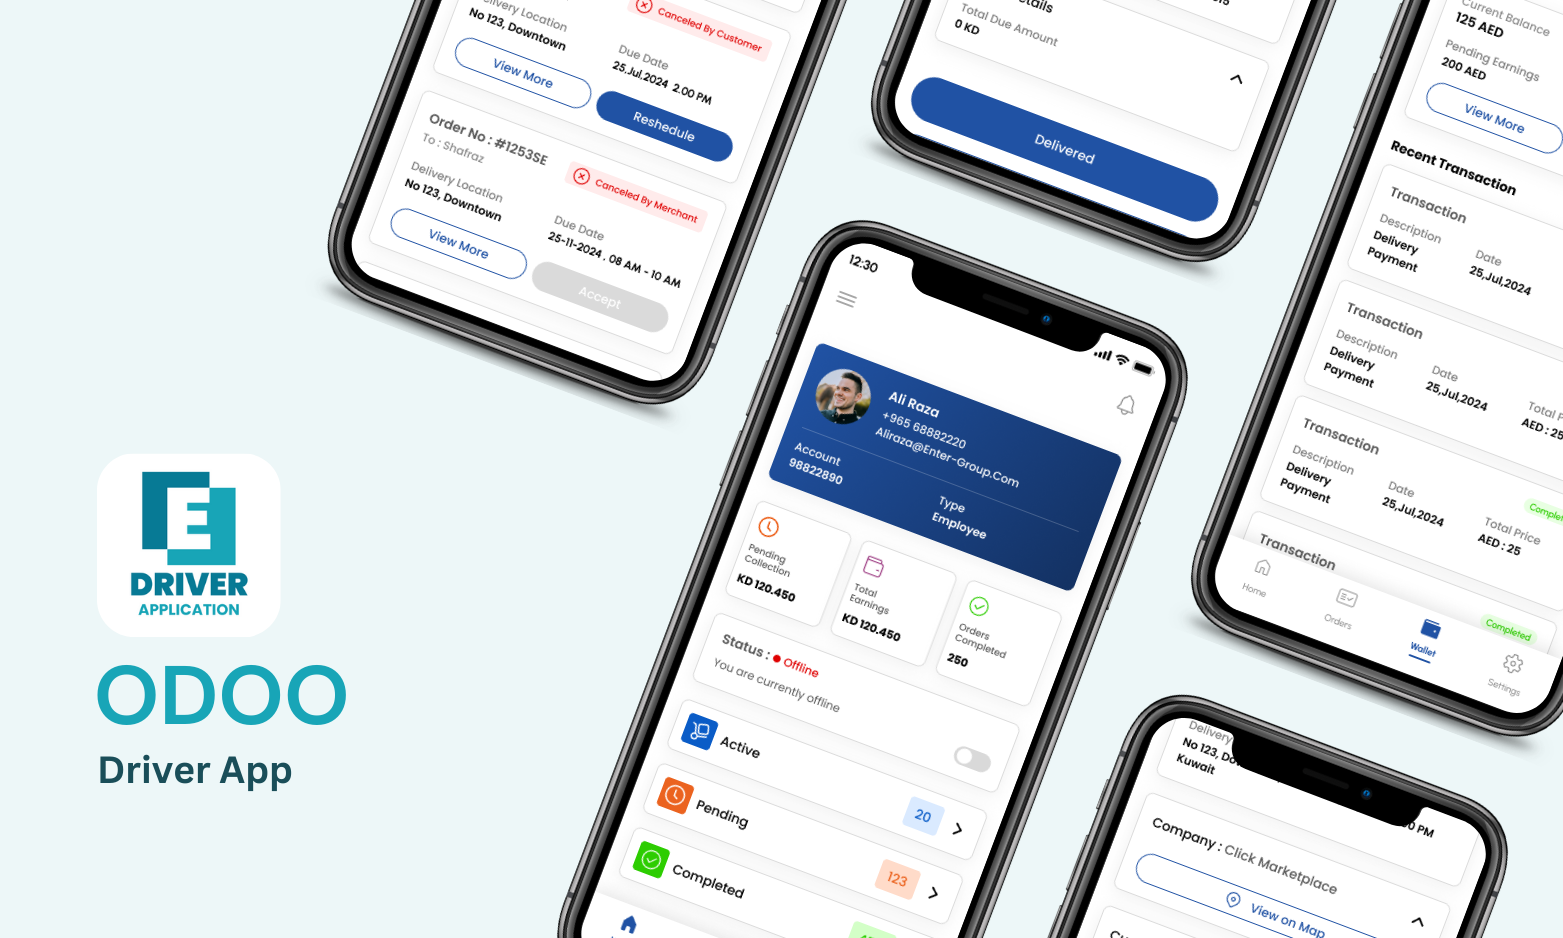 Delivery Location
No 123, Downtown
Canceled By Customer
Due Date
25,Jul,2024 2.00 PM
View More
Reshedule
Order No : #1253SE
To : Shafraz
Canceled By Merchant
Delivery Location
No 123, Downtown
Due Date
25-11-2024 . 08 AM - 10 AM
View More
Accept
Total Due Amount
0 KD
Delivered
Current Balance
125 AED
Pending Earnings
200 AED
View More
Recent Transaction
Transaction
Description
Delivery
Payment
Date
25,Jul,2024
Transaction
Description
Delivery
Payment
Date
25,Jul,2024
Total P
AED : 25
Transaction
Description
Delivery
Payment
Date
25,Jul,2024
Complet
Total Price
AED : 25
Transaction
Completed
Home
Orders
Wallet
Settings
12:30
Ali Raza
+965 68882220
Aliraza@Enter-Group.Com
Account
98822890
Type
Employee
Pending
Collection
KD 120.450
Total
Earnings
KD 120.450
Orders
Completed
250
Status : Offline
You are currently offline
Active
20
Pending
123
Completed
E
DRIVER
APPLICATION
ODOO
Driver App
Delivery
No 123, Do
Kuwait
PM
Company : Click Marketplace
View on Map